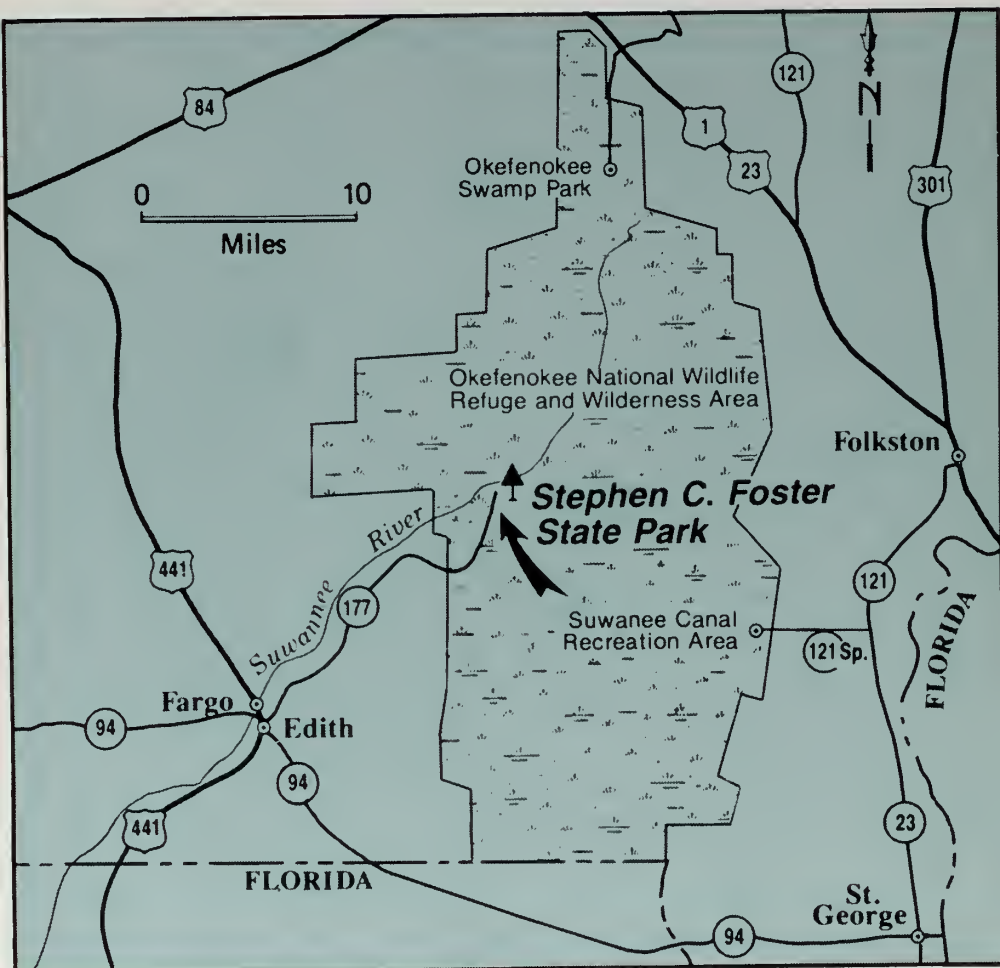 84
121
N
1
23
301
Okefenokee
Swamp Park
0 10
Miles
Okefenokee National Wildlife
Refuge and Wilderness Area
Folkston
Stephen C. Foster
State Park
Suwannee River
441
177
121
Suwanee Canal
Recreation Area
121 Sp.
FLORIDA
Fargo
94
Edith
94
441
23
FLORIDA
St.
George
94